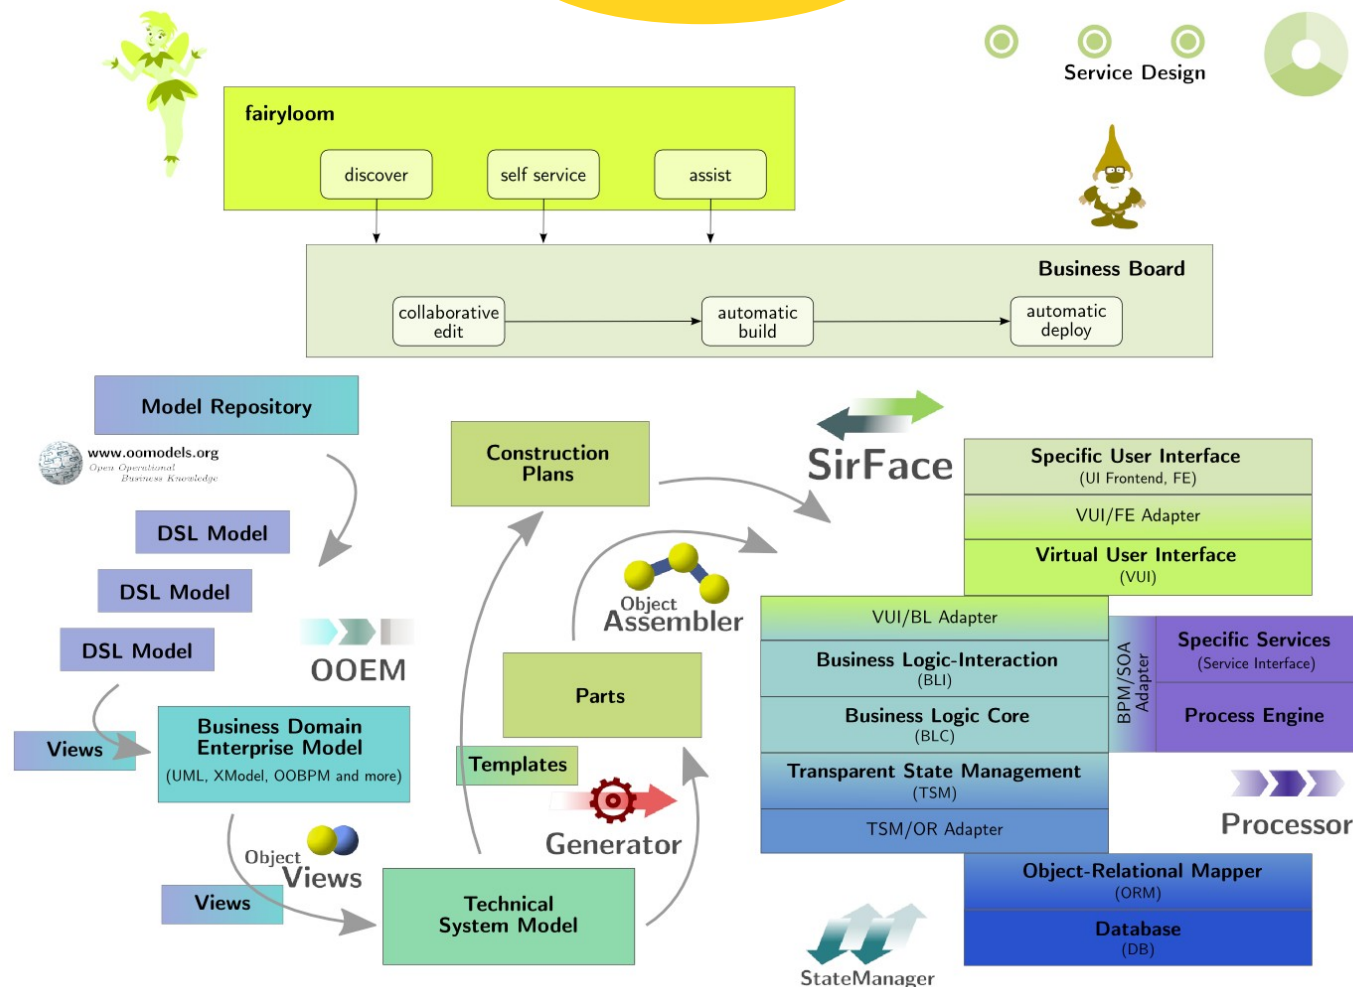 Service Design
fairyloom
discover
self service
assist
Business Board
collaborative
edit
automatic
build
automatic
deploy
Model Repository
www.oomodels.org
Open Operational
Business Knowledge
DSL Model
DSL Model
DSL Model
OOEM
Views
Business Domain
Enterprise Model
(UML, XModel, OOBPM and more)
Object
Views
Views
Technical
System Model
Construction
Plans
Object
Assembler
Parts
Templates
Generator
SirFace
Specific User Interface
(UI Frontend, FE)
VUI/FE Adapter
Virtual User Interface
(VUI)
VUI/BL Adapter
Business Logic-Interaction
(BLI)
Business Logic Core
(BLC)
Transparent State Management
(TSM)
TSM/OR Adapter
BPM/SOA
Adapter
Specific Services
(Service Interface)
Process Engine
Processor
Object-Relational Mapper
(ORM)
Database
(DB)
StateManager